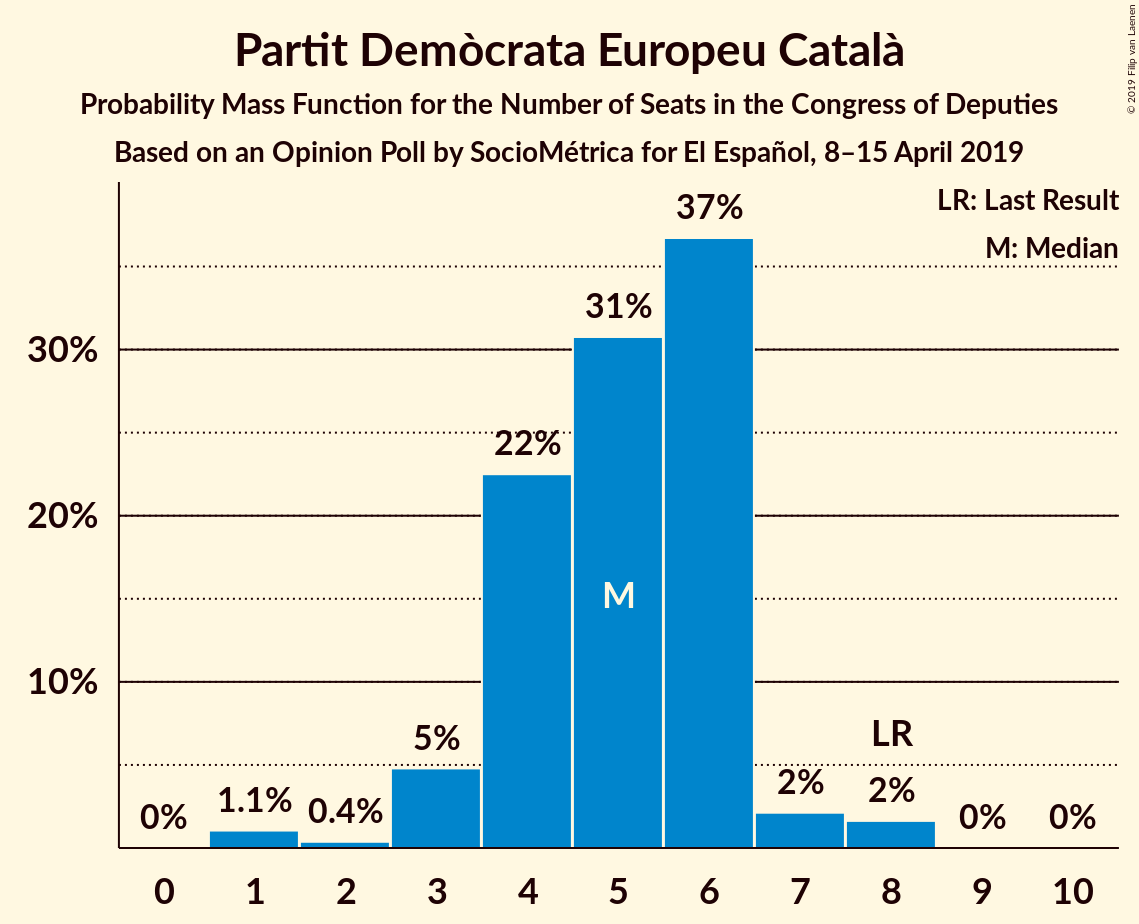 Partit Demòcrata Europeu Català
Probability Mass Function for the Number of Seats in the Congress of Deputies
Based on an Opinion Poll by SocioMétrica for El Español, 8–15 April 2019
© 2019 Filip van Laenen
LR: Last Result
M: Median
37%
31%
30%
22%
20%
M
10%
LR
5%
2%
2%
1.1%
0.4%
0%
0%
0%
0 1 2 3 4 5 6 7 8 9 10